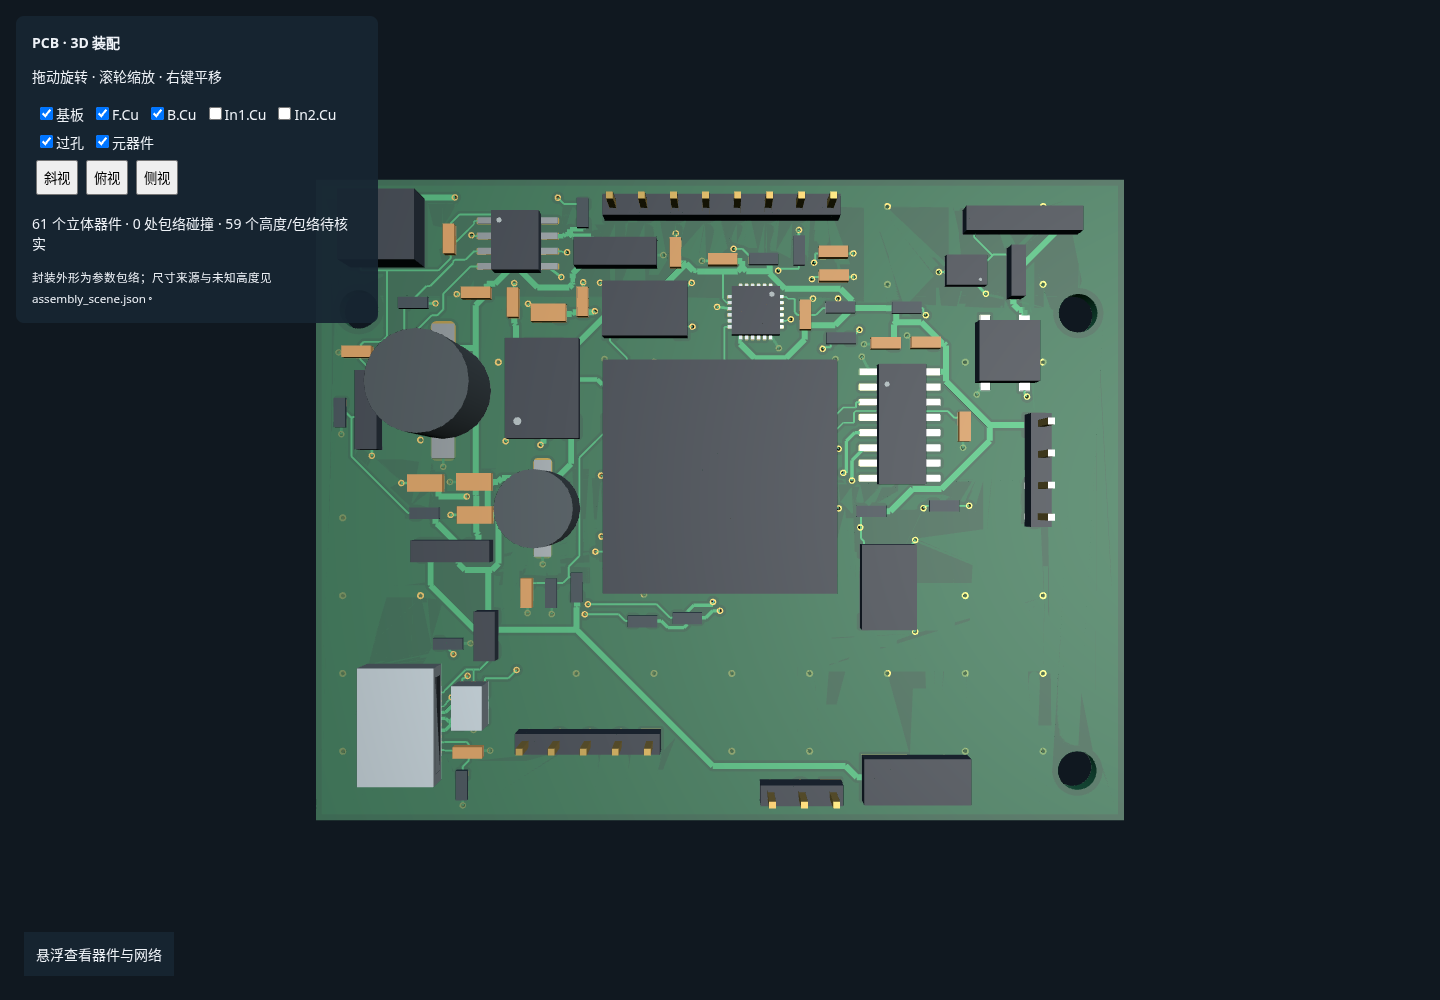 PCB · 3D 装配
拖动旋转 · 滚轮缩放 · 右键平移
基板 F.Cu B.Cu In1.Cu In2.Cu
过孔 元器件
斜视 俯视 侧视
61 个立体器件 · 0 处包络碰撞 · 59 个高度/包络待核
实
封装外形为参数包络；尺寸来源与未知高度见
assembly_scene.json。
悬浮查看器件与网络